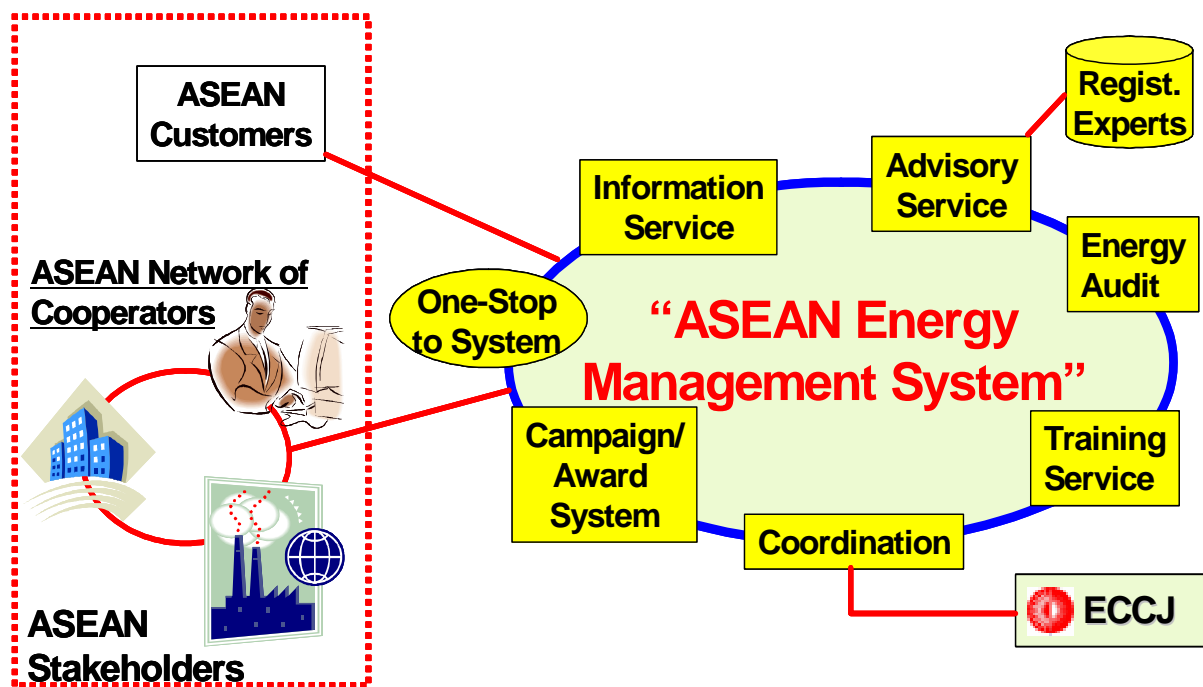 ASEAN
Customers
ASEAN Network of
Cooperators
ASEAN
Stakeholders
One-Stop
to System
Information
Service
Advisory
Service
Regist.
Experts
Energy
Audit
“ASEAN Energy
Management System”
Campaign/
Award
System
Coordination
Training
Service
ECCJ